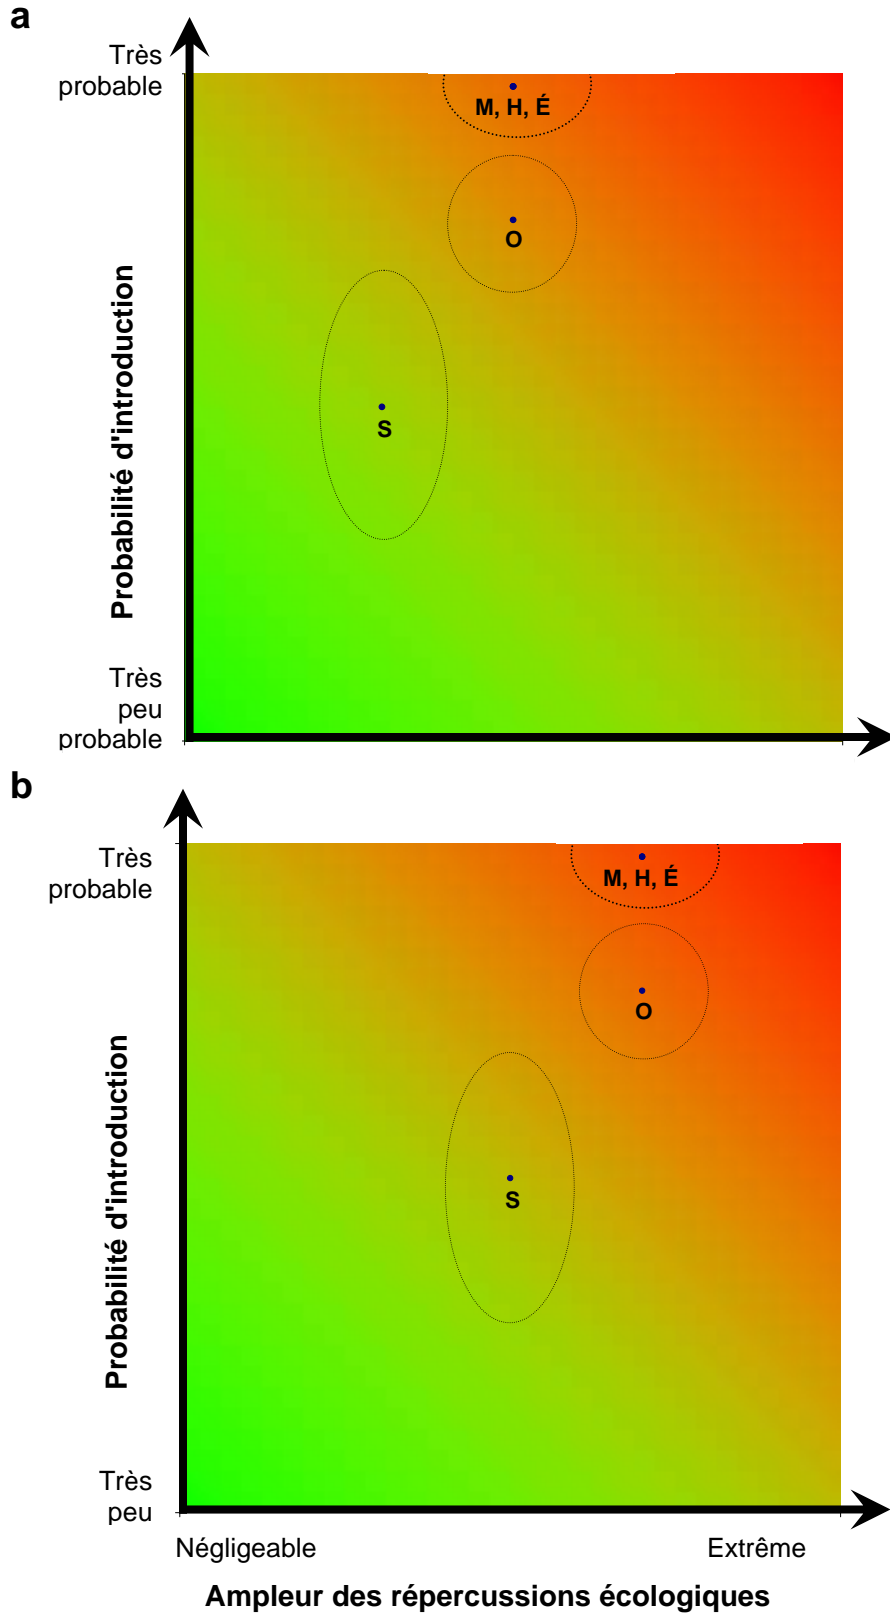 a
Très
probable
M, H, É
O
S
Probabilité d'introduction
Très
peu
probable
b
Très
probable
M, H, É
O
S
Probabilité d'introduction
Très
peu
Négligeable Extrême
Ampleur des répercussions écologiques